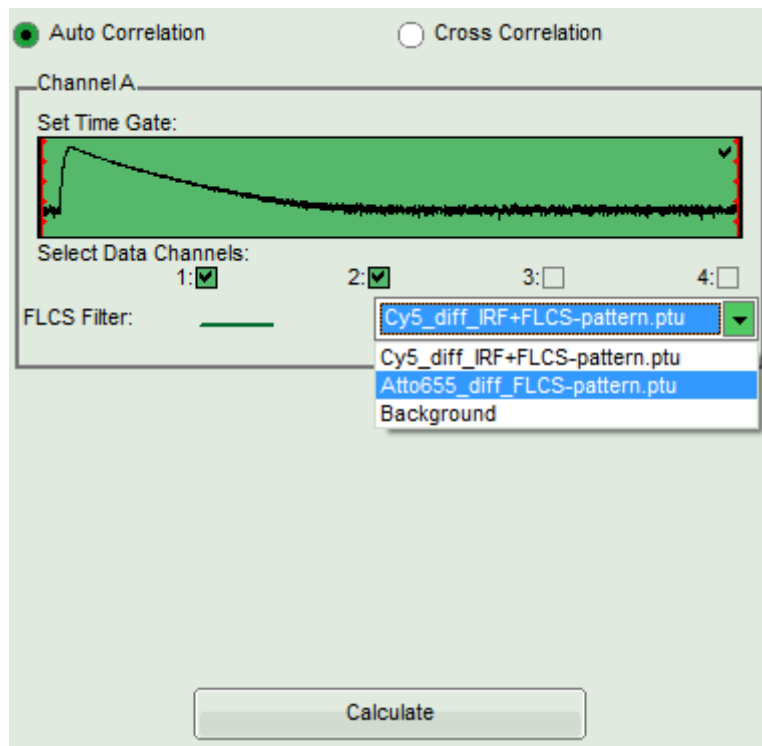 Auto Correlation Cross Correlation
Channel A
Set Time Gate:
Select Data Channels:
1: 2: 3: 4:
FLCS Filter: Cy5_diff_IRF+FLCS-pattern.ptu
Cy5_diff_IRF+FLCS-pattern.ptu
Atto655_diff_FLCS-pattern.ptu
Background
Calculate